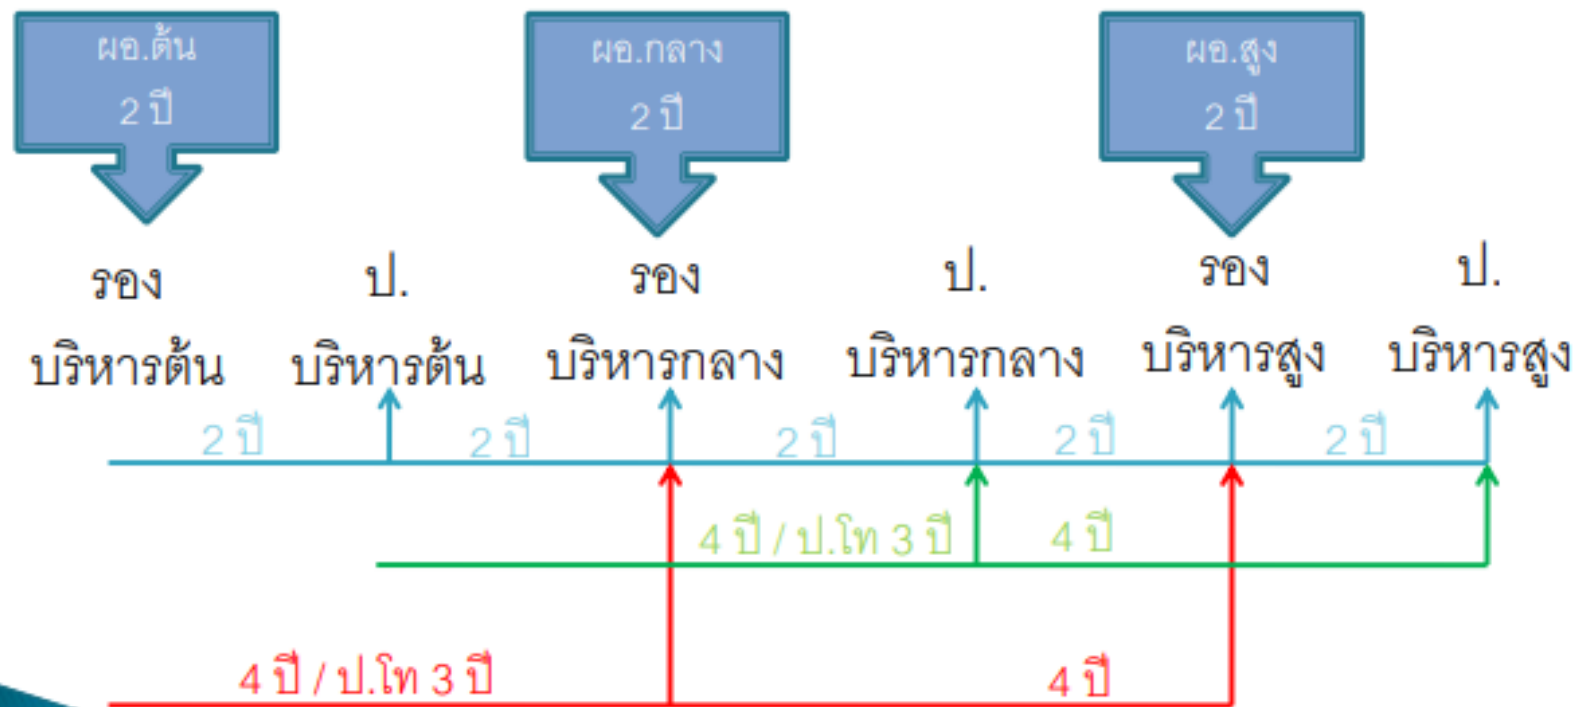 ผอ.ต้น
2 ปี
ผอ.กลาง
2 ปี
ผอ.สูง
2 ปี
รอง
บริหารต้น
ป.
บริหารต้น
รอง
บริหารกลาง
ป.
บริหารกลาง
รอง
บริหารสูง
ป.
บริหารสูง
2 ปี
2 ปี
2 ปี
2 ปี
2 ปี
4 ปี / ป.โท 3 ปี
4 ปี
4 ปี / ป.โท 3 ปี
4 ปี